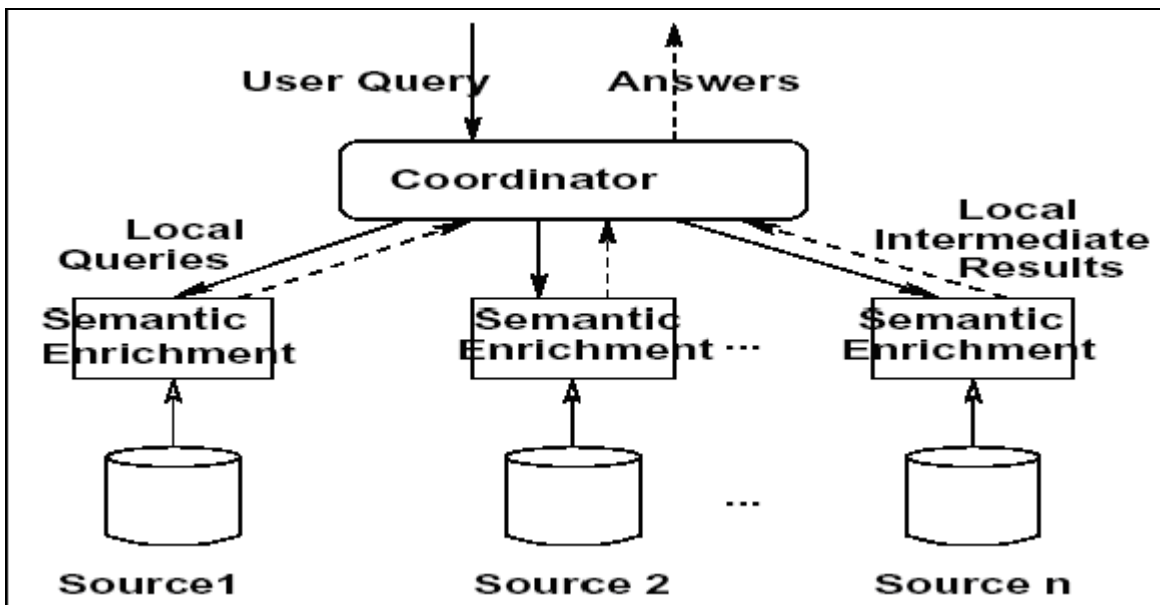 User Query
Answers
Coordinator
Local
Queries
Local
Intermediate
Results
Semantic
Enrichment
Semantic
Enrichment
...
Semantic
Enrichment
...
Source1
Source 2
Source n